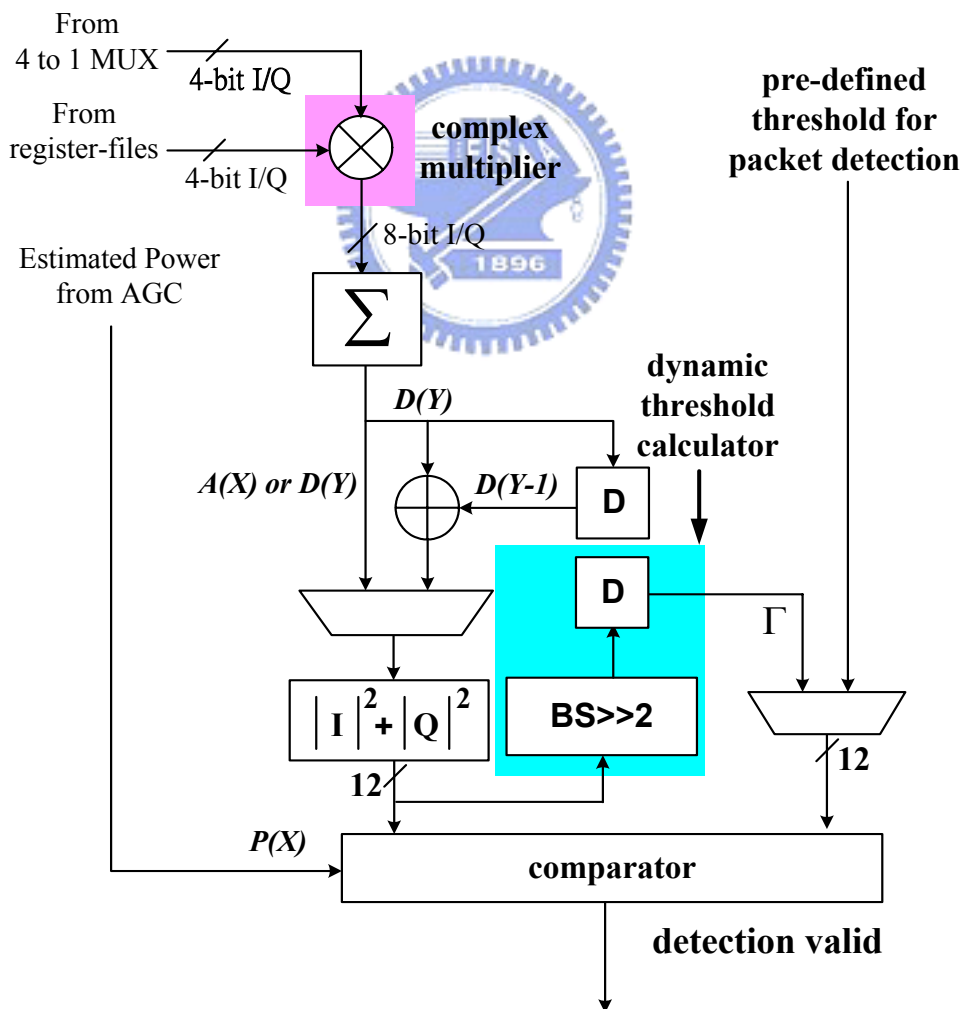 From
4 to 1 MUX
4-bit I/Q
From
register-files
4-bit I/Q
complex
multiplier
pre-defined
threshold for
packet detection
8-bit I/Q
1896
Estimated Power
from AGC
Σ
dynamic
threshold
calculator
D(Y)
A(X) or D(Y)
D(Y-1)
D
D
Γ
BS>>2
|I|² + |Q|²
12
12
P(X)
comparator
detection valid